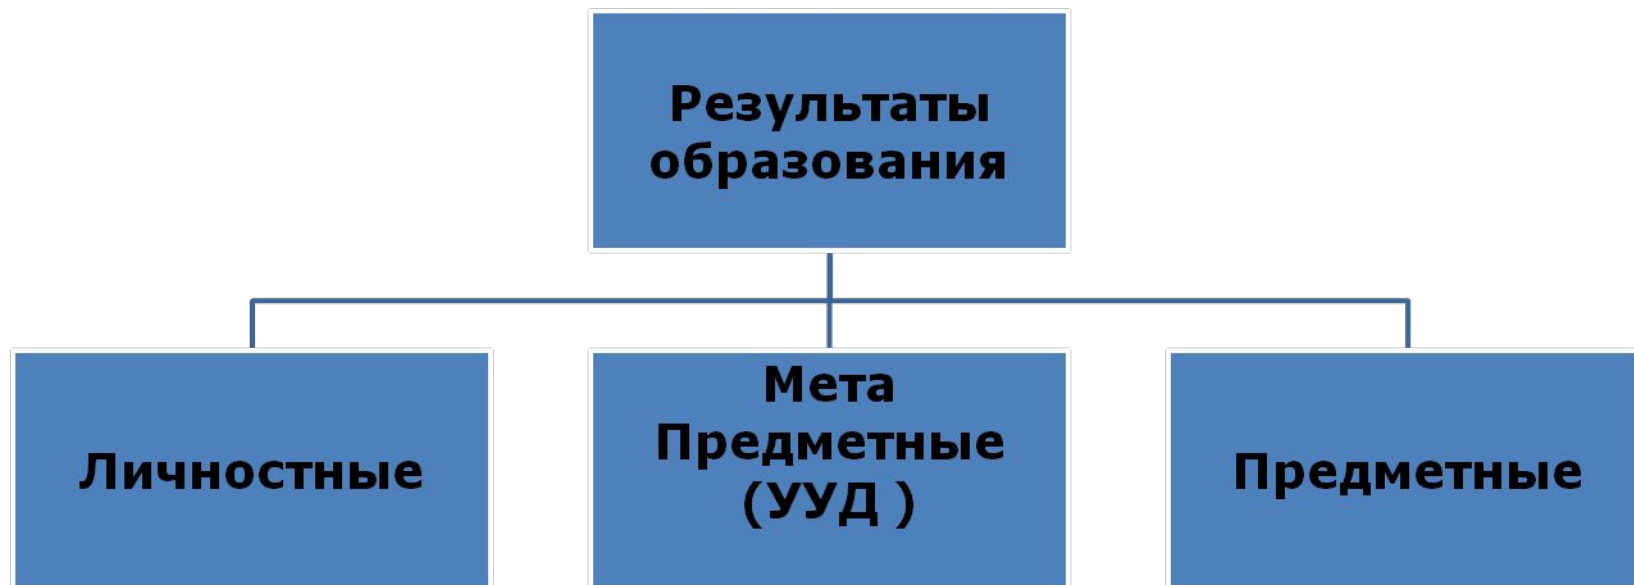 Результаты
образования
Личностные
Мета
Предметные
(УУД )
Предметные